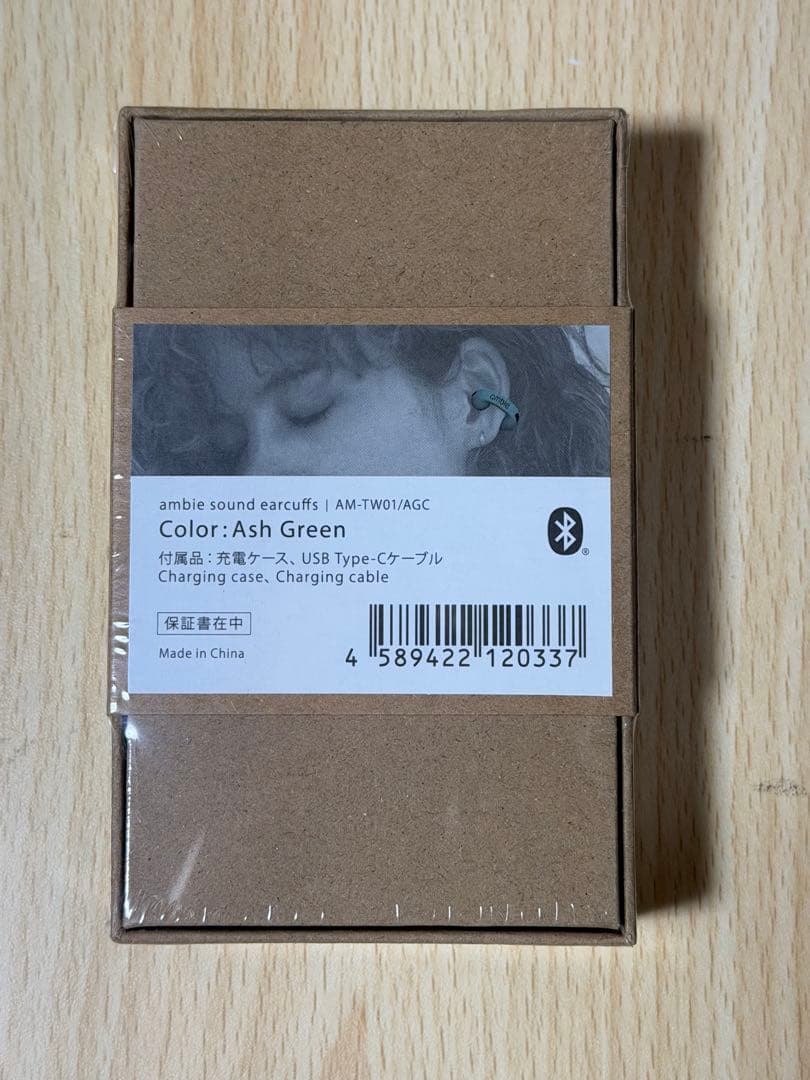 ambie
ambie sound earcuffs | AM-TW01/AGC
Color:Ash Green
付属品:充電ケース、USB Type-Cケーブル
Charging case、Charging cable
保証書在中
Made in China
4 589422 120337